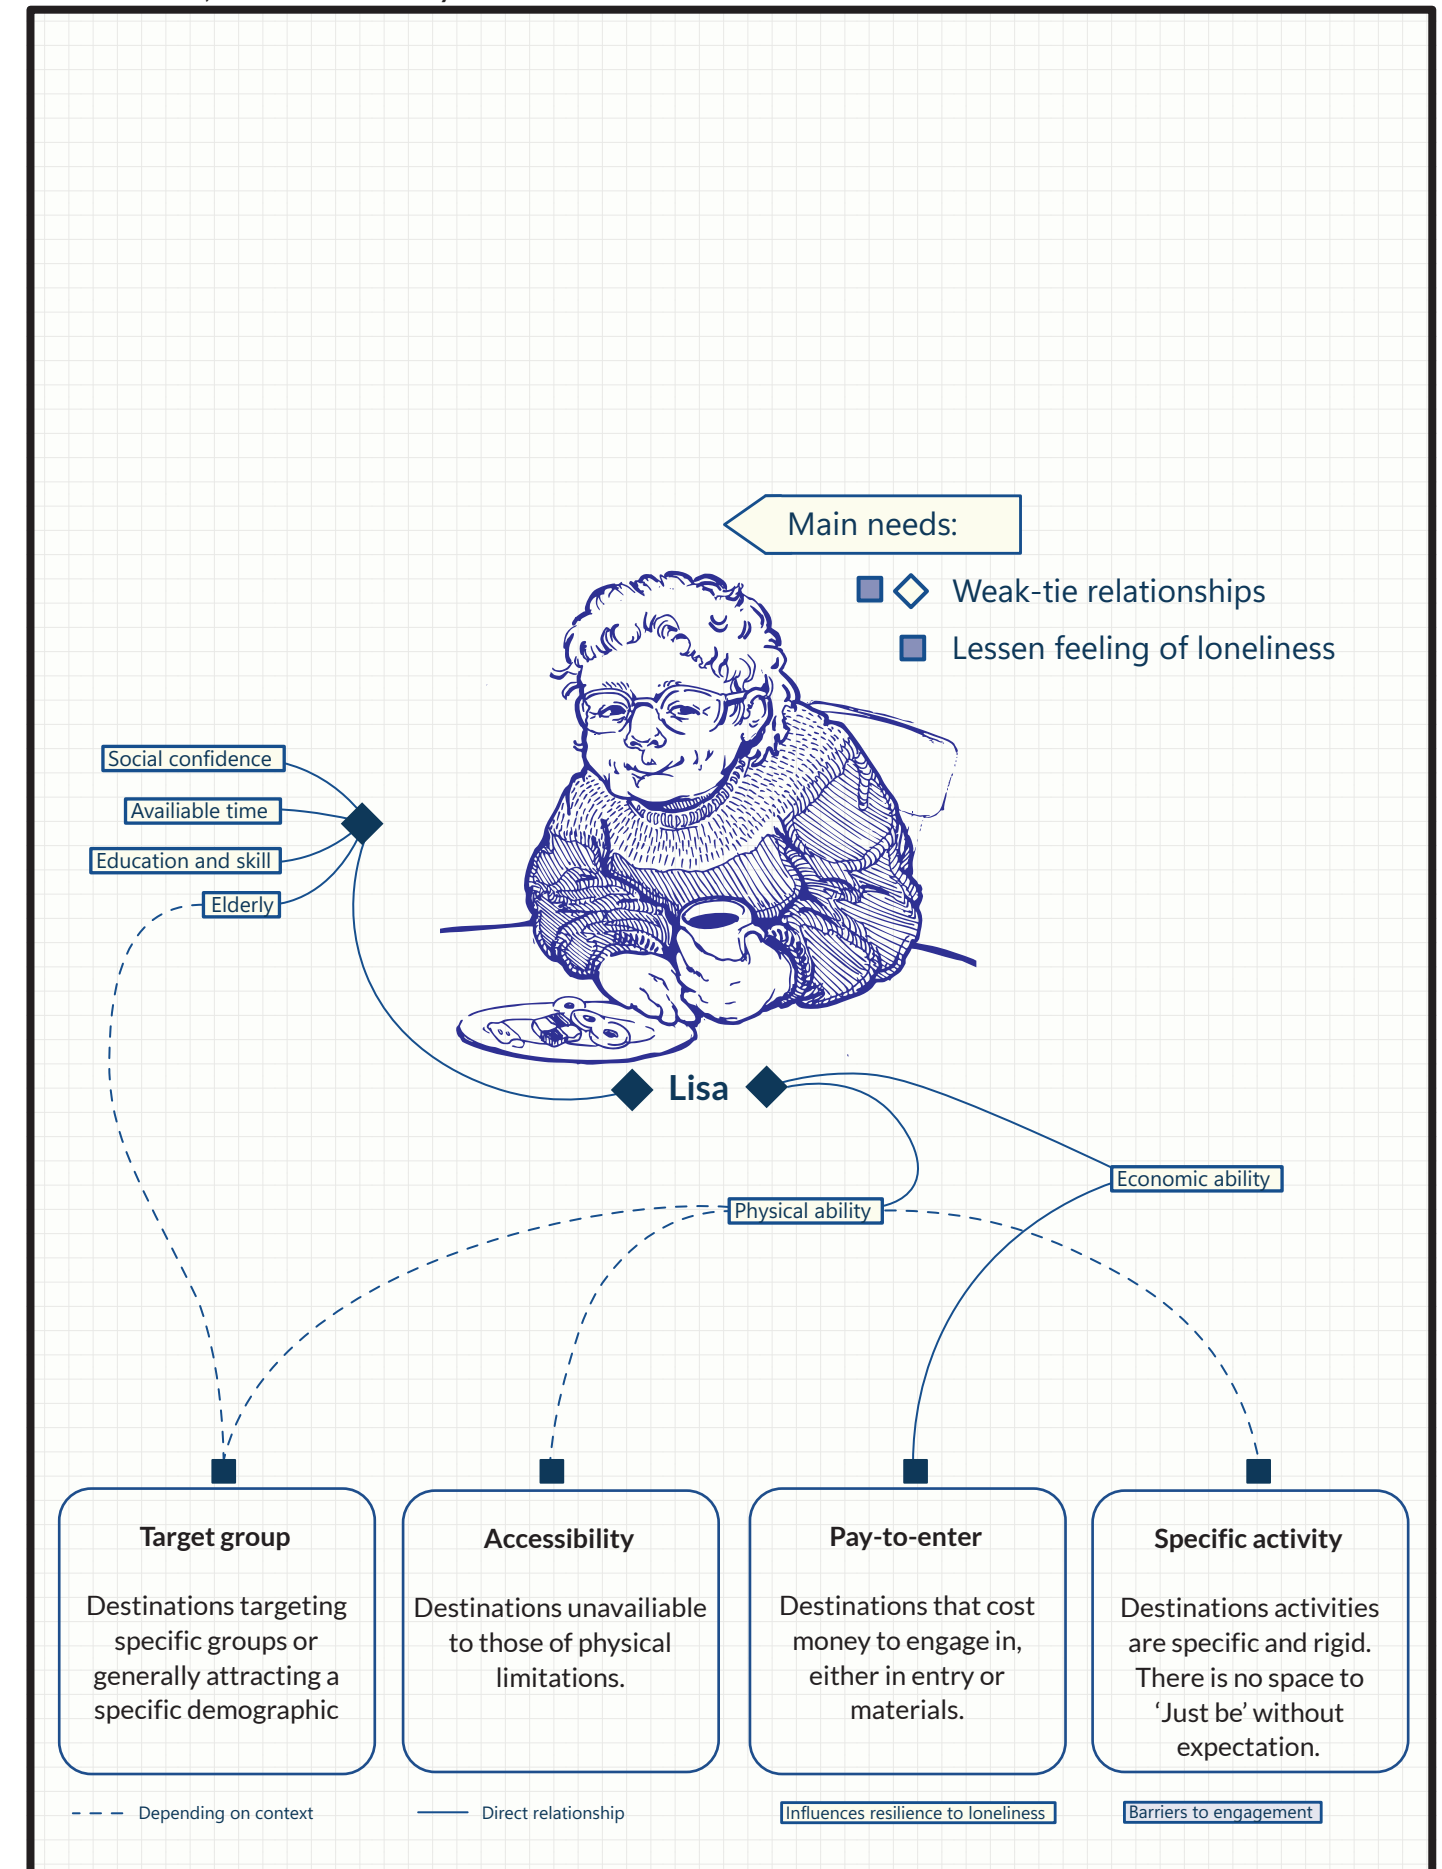 Main needs:
Weak-tie relationships
Lessen feeling of loneliness
Social confidence
Availiable time
Education and skill
Elderly
Lisa
Economic ability
Physical ability
Target group
Destinations targeting
specific groups or
generally attracting a
specific demographic
Accessibility
Destinations unavailiable
to those of physical
limitations.
Pay-to-enter
Destinations that cost
money to engage in,
either in entry or
materials.
Specific activity
Destinations activities
are specific and rigid.
There is no space to
‘Just be’ without
expectation.
Depending on context
Direct relationship
Influences resilience to loneliness
Barriers to engagement